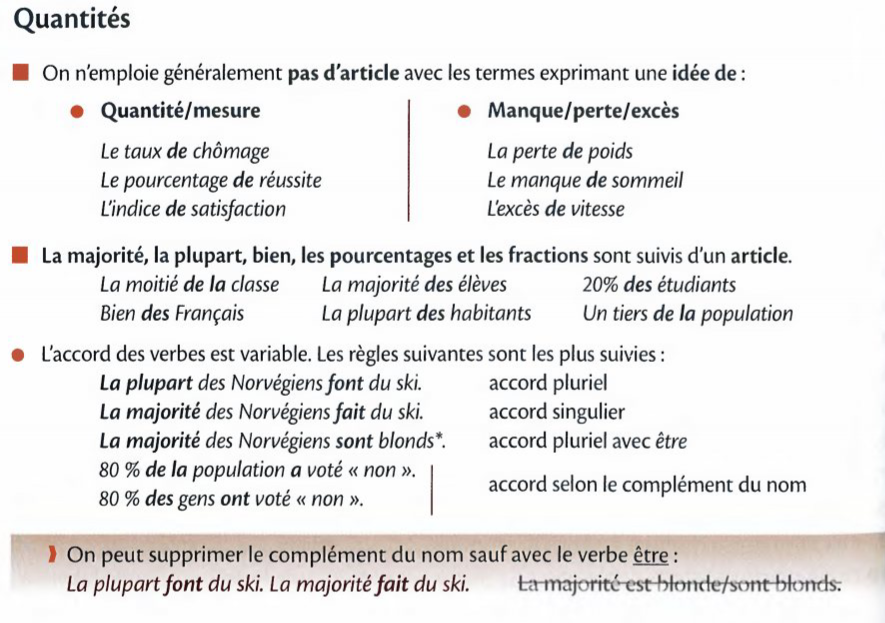 Quantités
On n'emploie généralement pas d'article avec les termes exprimant une idée de :
Quantité/mesure
Le taux de chômage
Le pourcentage de réussite
L'indice de satisfaction
Manque/perte/excès
La perte de poids
Le manque de sommeil
L'excès de vitesse
La majorité, la plupart, bien, les pourcentages et les fractions sont suivis d'un article.
La moitié de la classe La majorité des élèves 20% des étudiants
Bien des Français La plupart des habitants Un tiers de la population
L'accord des verbes est variable. Les règles suivantes sont les plus suivies :
La plupart des Norvégiens font du ski. accord pluriel
La majorité des Norvégiens fait du ski. accord singulier
La majorité des Norvégiens sont blonds*. accord pluriel avec être
80 % de la population a voté « non ».
80 % des gens ont voté « non ».
accord selon le complément du nom
On peut supprimer le complément du nom sauf avec le verbe être :
La plupart font du ski. La majorité fait du ski. La majorité est blonde/sont blonds.